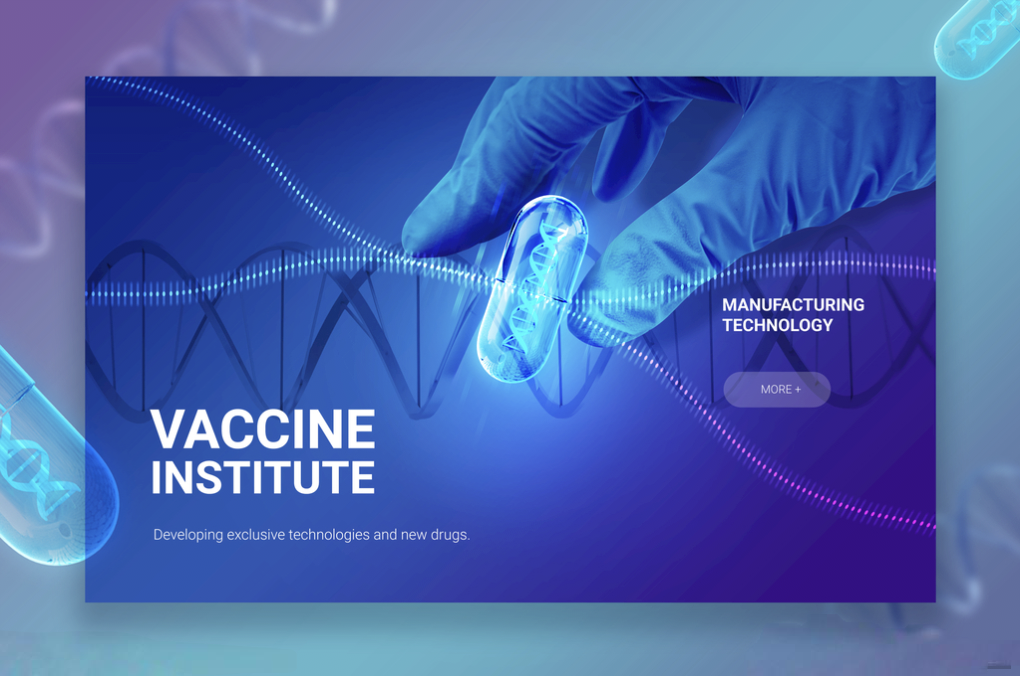 VACCINE
INSTITUTE
Developing exclusive technologies and new drugs.
MANUFACTURING
TECHNOLOGY
MORE +